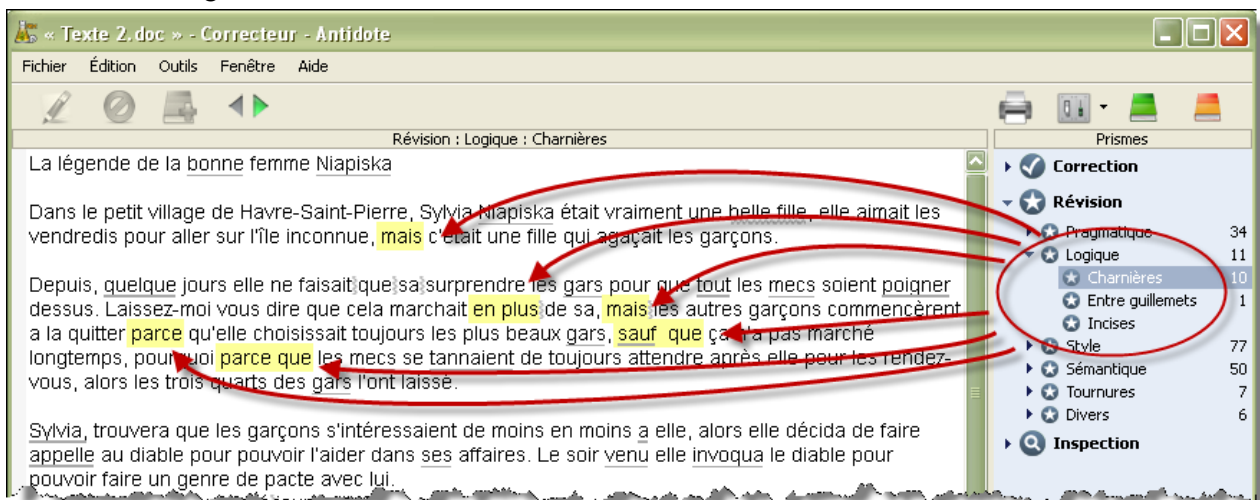 « Texte 2.doc » - Correcteur - Antidote
Fichier Édition Outils Fenêtre Aide
Révision : Logique : Charnières
Prismes
La légende de la bonne femme Niapiska
Dans le petit village de Havre-Saint-Pierre, Sylvia Niapiska était vraiment une belle fille, elle aimait les
vendredis pour aller sur l'île inconnue, mais c'était une fille qui agaçait les garçons.
Depuis, quelque jours elle ne faisait que sa surprendre les gars pour que tout les mecs soient poigner
dessus. Laissez-moi vous dire que cela marchait en plus de sa, mais les autres garçons commencèrent
a la quitter parce qu'elle choisissait toujours les plus beaux gars, sauf que ça n'a pas marché
longtemps, pourquoi parce que les mecs se tannaient de toujours attendre après elle pour les rendez-
vous, alors les trois quarts des gars l'ont laissé.
Sylvia, trouvera que les garçons s'intéressaient de moins en moins a elle, alors elle décida de faire
appelle au diable pour pouvoir l'aider dans ses affaires. Le soir venu elle invoqua le diable pour
pouvoir faire un genre de pacte avec lui.
Correction
Révision
Pragmatique 34
Logique 11
Charnières 10
Entre guillemets 1
Incises
Style 77
Sémantique 50
Tournures 7
Divers 6
Inspection